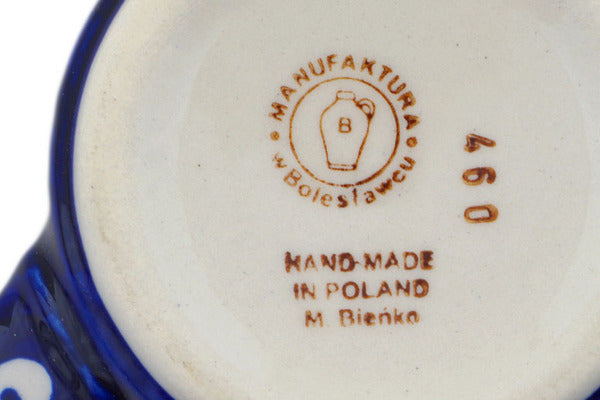 MANUFAKTURA
B
w Bolesławcu
460
HAND-MADE
IN POLAND
M. Bieńko